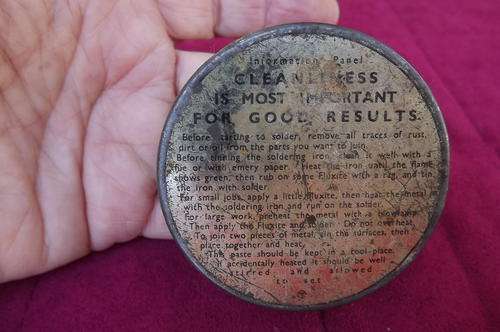 Information Panel
CLEANLINESS
IS MOST IMPORTANT
FOR GOOD RESULTS.
Before starting to solder, remove all traces of rust,
dirt or oil from the parts you want to join.
Before tinning the soldering iron, clean it well with a
file or with emery paper. Heat the iron until the flame
shows green, then rub on some Fluxite with a rag, and tin
the iron with solder.
For small jobs, apply a little Fluxite, then heat the metal
with the soldering iron and run on the solder.
For large work, preheat the metal with a blowlamp.
Then apply the Fluxite and solder. Do not overheat.
To join two pieces of metal, tin the surfaces, then
place together and heat.
This paste should be kept in a cool place.
If accidentally heated it should be well
stirred and allowed
to set